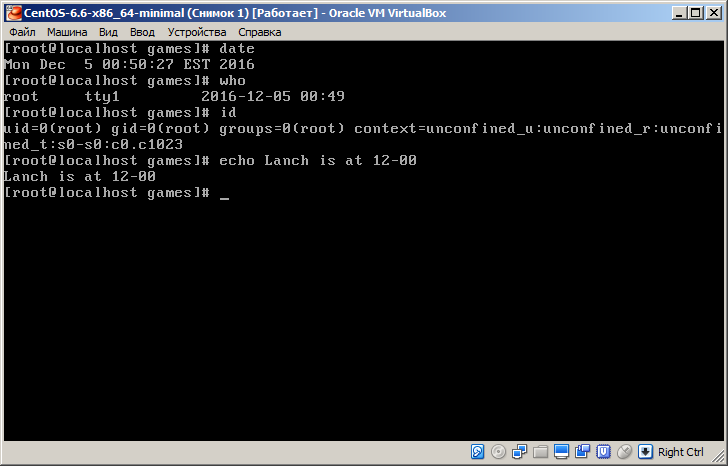 CentOS-6.6-x86_64-minimal (Снимок 1) [Работает] - Oracle VM VirtualBox
Файл Машина Вид Ввод Устройства Справка
[root@localhost games]# date
Mon Dec  5 00:50:27 EST 2016
[root@localhost games]# who
root     tty1         2016-12-05 00:49
[root@localhost games]# id
uid=0(root) gid=0(root) groups=0(root) context=unconfined_u:unconfined_r:unconfi
ned_t:s0-s0:c0.c1023
[root@localhost games]# echo Lanch is at 12-00
Lanch is at 12-00
[root@localhost games]# _
Right Ctrl